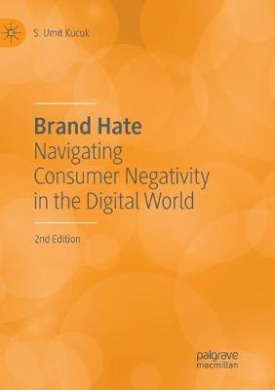 S. Umit Kucuk
Brand Hate
Navigating
Consumer Negativity
in the Digital World
2nd Edition
palgrave
macmillan